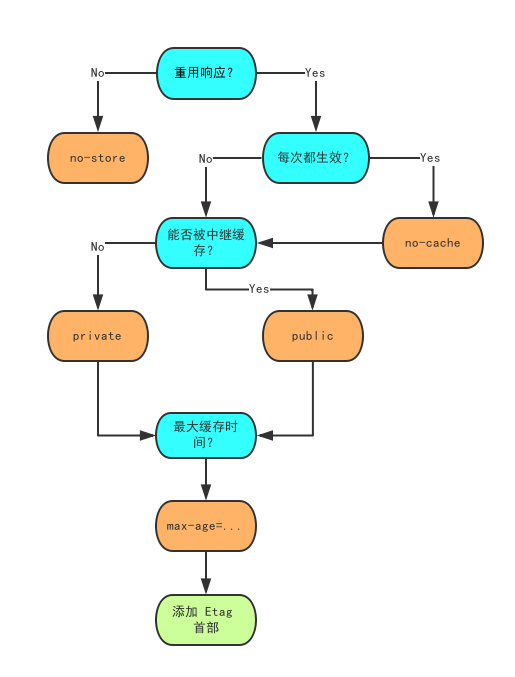 重用响应?
No
Yes
no-store
每次都生效?
No
Yes
能否被中继缓
存?
no-cache
No
Yes
private
public
最大缓存时
间?
max-age=...
添加 Etag
首部